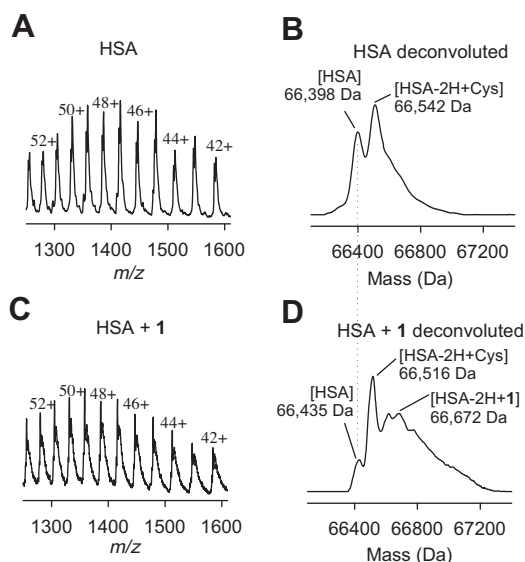 A
HSA
52+
50+
48+
46+
44+
42+
1300 1400 1500 1600
m/z
B
HSA deconvoluted
[HSA]
66,398 Da
[HSA-2H+Cys]
66,542 Da
66400 66800 67200
Mass (Da)
C
HSA + 1
52+
50+
48+
46+
44+
42+
1300 1400 1500 1600
m/z
D
HSA + 1 deconvoluted
[HSA-2H+Cys]
66,516 Da
[HSA]
66,435 Da
[HSA-2H+1]
66,672 Da
66400 66800 67200
Mass (Da)